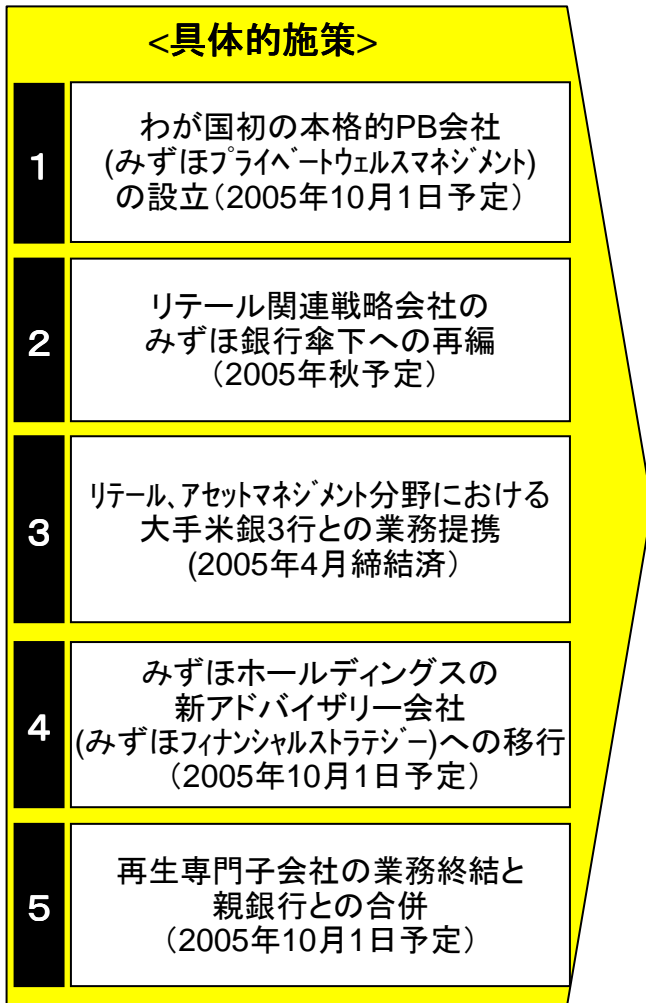 <具体的施策>
1
わが国初の本格的PB会社
(みずほﾌﾟﾗｲﾍﾞｰﾄｳｪﾙｽﾏﾈｼﾞﾒﾝﾄ)
の設立（2005年10月1日予定）
2
リテール関連戦略会社の
みずほ銀行傘下への再編
（2005年秋予定）
3
ﾘﾃｰﾙ、ｱｾｯﾄﾏﾈｼﾞﾒﾝﾄ分野における
大手米銀3行との業務提携
(2005年4月締結済）
4
みずほホールディングスの
新アドバイザリー会社
(みずほﾌｨﾅﾝｼｬﾙｽﾄﾗﾃｼﾞｰ)への移行
（2005年10月1日予定）
5
再生専門子会社の業務終結と
親銀行との合併
（2005年10月1日予定）